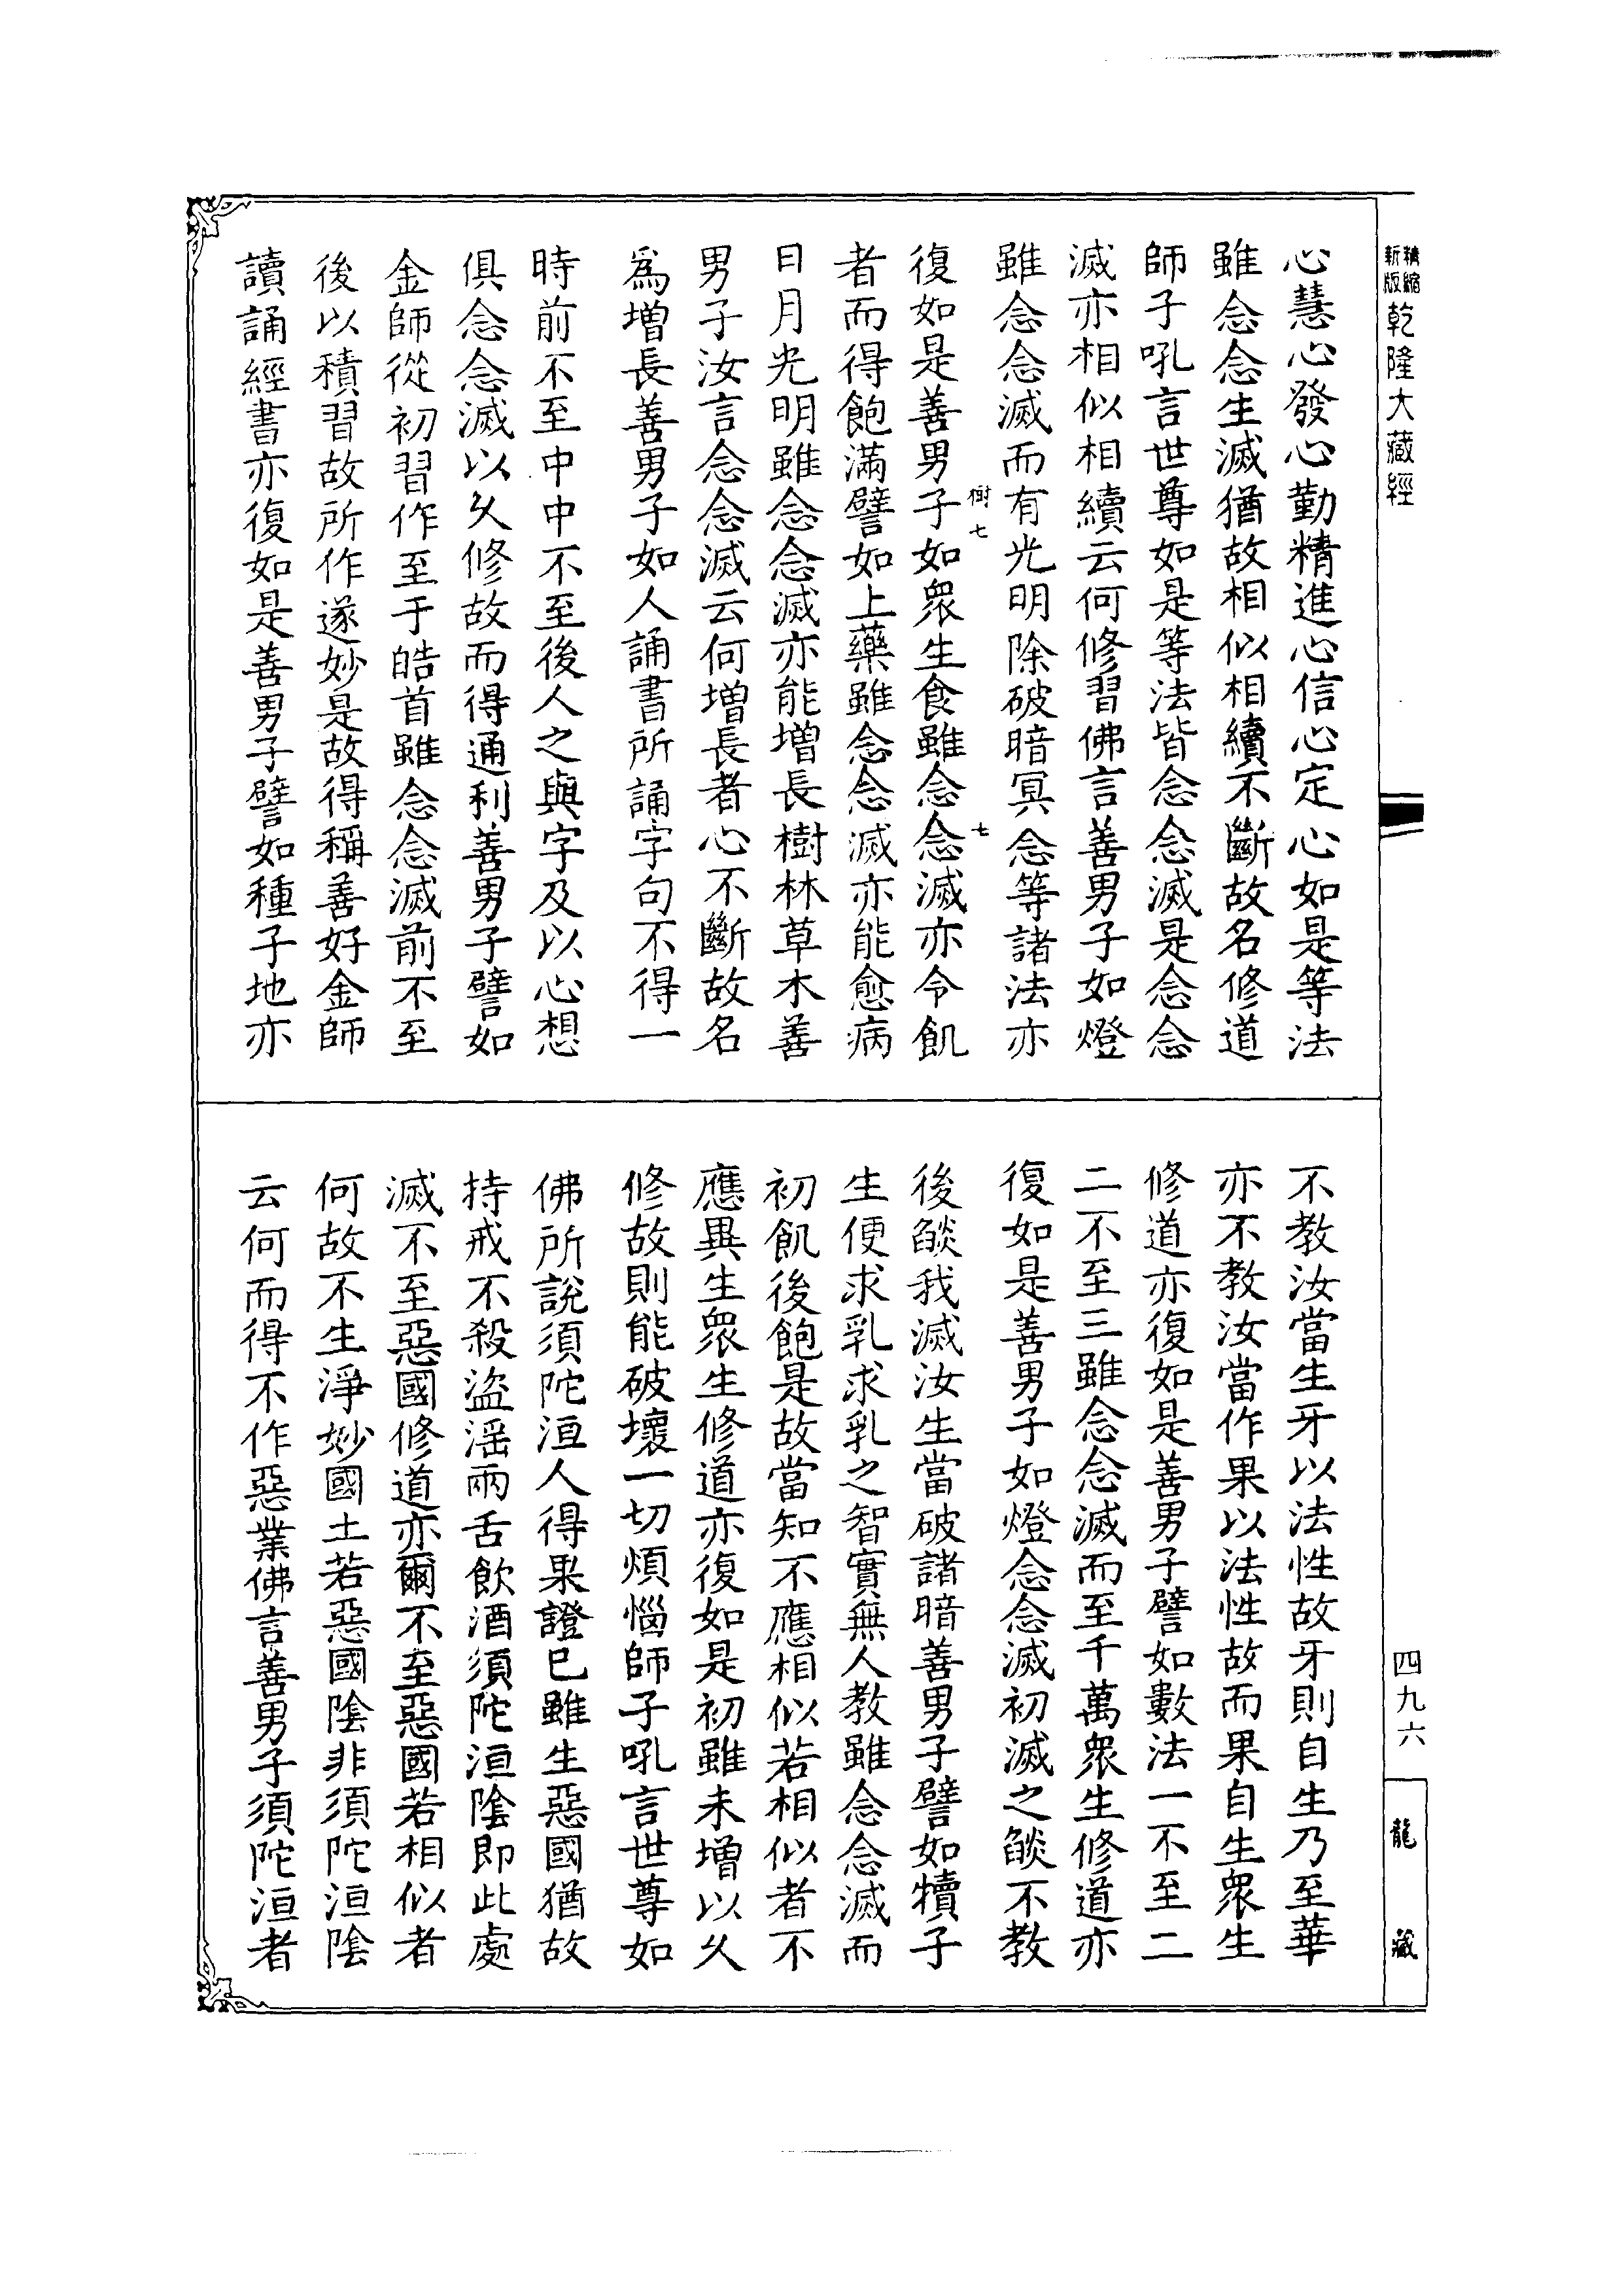 精縮
新版
乾隆大藏經
四九六
龍藏
心慧心發心勤精進心信心定心如是等法
雖念念生滅猶故相似相續不斷故名修道
師子吼言世尊如是等法皆念念滅是念念
滅亦相似相續云何修習佛言善男子如燈
雖念念滅而有光明除破暗冥念等諸法亦
樹七
七
復如是善男子如眾生食雖念念滅亦令飢
者而得飽滿譬如上藥雖念念滅亦能愈病
日月光明雖念念滅亦能增長樹林草木善
男子汝言念念滅云何增長者心不斷故名
爲增長善男子如人誦書所誦字句不得一
時前不至中中不至後人之與字及以心想
俱念念滅以久修故而得通利善男子譬如
金師從初習作至于皓首雖念念滅前不至
後以積習故所作遂妙是故得稱善好金師
讀誦經書亦復如是善男子譬如種子地亦
不教汝當生牙以法性故牙則自生乃至華
亦不教汝當作果以法性故而果自生眾生
修道亦復如是善男子譬如數法一不至二
二不至三雖念念滅而至千萬眾生修道亦
復如是善男子如燈念念滅初滅之燄不教
後燄我滅汝生當破諸暗善男子譬如犢子
生便求乳求乳之智實無人教雖念念滅而
初飢後飽是故當知不應相似若相似者不
應異生眾生修道亦復如是初雖未增以久
修故則能破壞一切煩惱師子吼言世尊如
佛所說須陀洹人得果證已雖生惡國猶故
持戒不殺盜淫兩舌飲酒須陀洹陰即此處
滅不至惡國修道亦爾不至惡國若相似者
何故不生淨妙國土若惡國陰非須陀洹陰
云何而得不作惡業佛言善男子須陀洹者